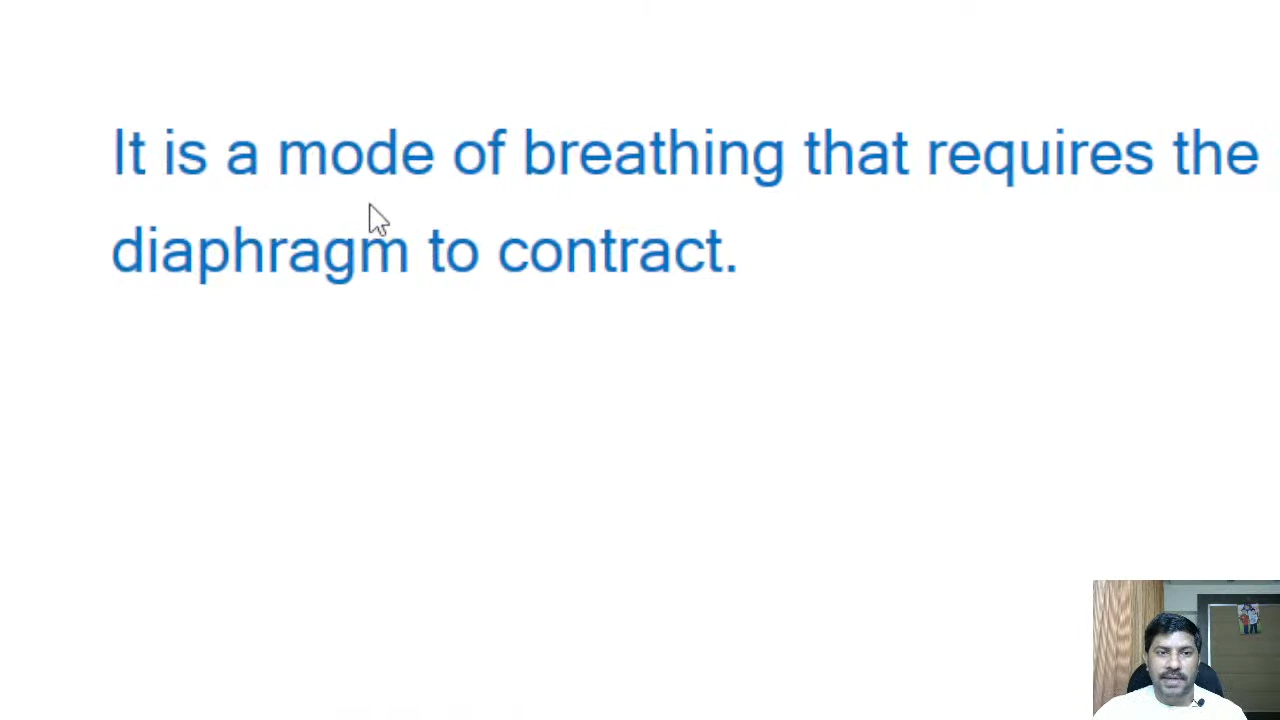 It is a mode of breathing that requires the
diaphragm to contract.